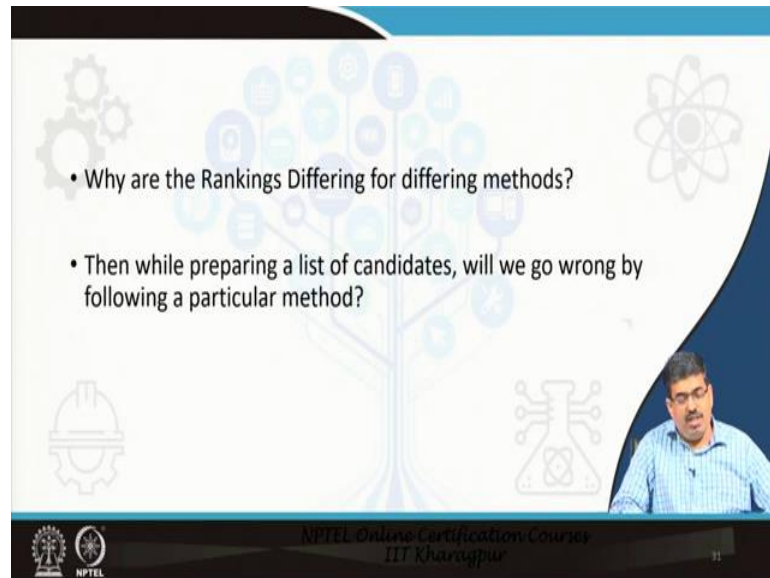 • Why are the Rankings Differing for differing methods?
• Then while preparing a list of candidates, will we go wrong by
following a particular method?
NPTEL Online Certification Courses
IIT Kharagpur
NPTEL
31